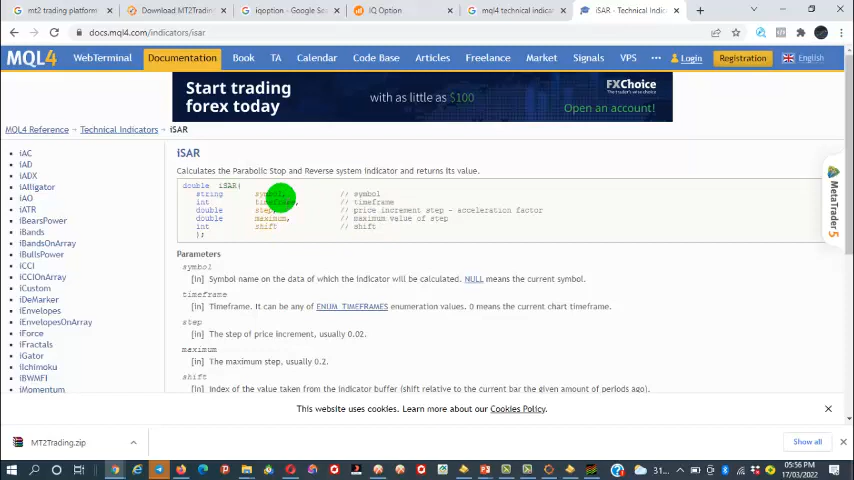 mt2 trading platform
Download MT2Trading
iqoption - Google Sea
IQ Option
mql4 technical indica
iSAR - Technical Indic
docs.mql4.com/indicators/isar
MQL4
WebTerminal
Documentation
Book
TA
Calendar
Articles
Code Base
Freelance
Market
Signals
VPS
Login
Registration
English
Start trading
forex today
with as little as $100
FXChoice
Open an account!
MQL4 Reference
Technical Indicators
iSAR
iAC
iAD
iADX
iAlligator
iAO
iATR
iBearsPower
iBands
iBandsOnArray
iBullsPower
iCCI
iCCIOnArray
iCustom
iDeMarker
iEnvelopes
iEnvelopesOnArray
iForce
iFractals
iGator
iIchimoku
iBWMFI
iMomentum
iSAR
Calculates the Parabolic Stop and Reverse system indicator and returns its value.
double iSAR(
string symbol, // symbol
int timeframe, // timeframe
double step, // price increment step - acceleration factor
double maximum, // maximum value of step
int shift // shift
);
Parameters
symbol
[in] Symbol name on the data of which the indicator will be calculated. NULL means the current symbol.
timeframe
[in] Timeframe. It can be any of ENUM_TIMEFRAMES enumeration values. 0 means the current chart timeframe.
step
[in] The step of price increment, usually 0.02.
maximum
[in] The maximum step, usually 0.2.
shift
[in] Index of the value taken from the indicator buffer (shift relative to the current bar the given amount of periods ago).
MetaTrader 5
This website uses cookies. Learn more about our Cookies Policy.
MT2Trading.zip
Show all
31...
05:56 PM
17/03/2022